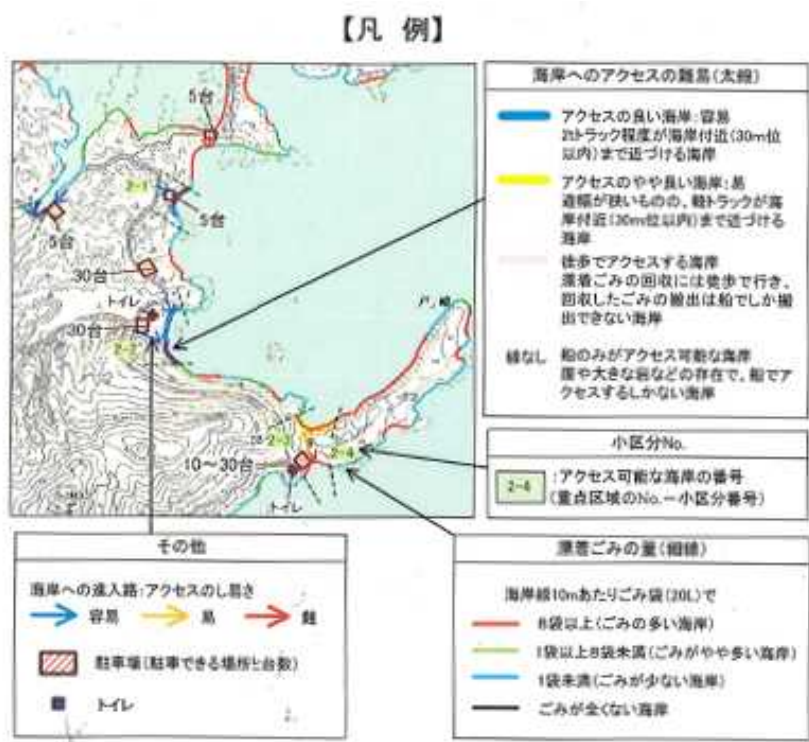 【凡 例】
5台
2-1
5台
5台
30台
トイレ
30台
2-3
2-4
10～30台
トイレ
海岸へのアクセスの難易(太線)
アクセスの良い海岸:容易
2tトラック程度が海岸付近(30m位
以内)まで近づける海岸
アクセスのやや良い海岸:易
道幅が狭いものの、軽トラックが海
岸付近(30m位以内)まで近づける
海岸
徒歩でアクセスする海岸
漂着ごみの回収には徒歩で行き、
回収したごみの搬出は船でしか搬
出できない海岸
線なし
船のみがアクセス可能な海岸
崖や大きな岩などの存在で、船でア
クセスするしかない海岸
小区分No.
2-4
:アクセス可能な海岸の番号
(重点区域のNo.－小区分番号)
その他
海岸への進入路:アクセスのし易さ
容易
易
難
駐車場(駐車できる場所と台数)
トイレ
漂着ごみの量(細線)
海岸線10mあたりごみ袋(20L)で
8袋以上(ごみの多い海岸)
1袋以上8袋未満(ごみがやや多い海岸)
1袋未満(ごみが少ない海岸)
ごみが全くない海岸